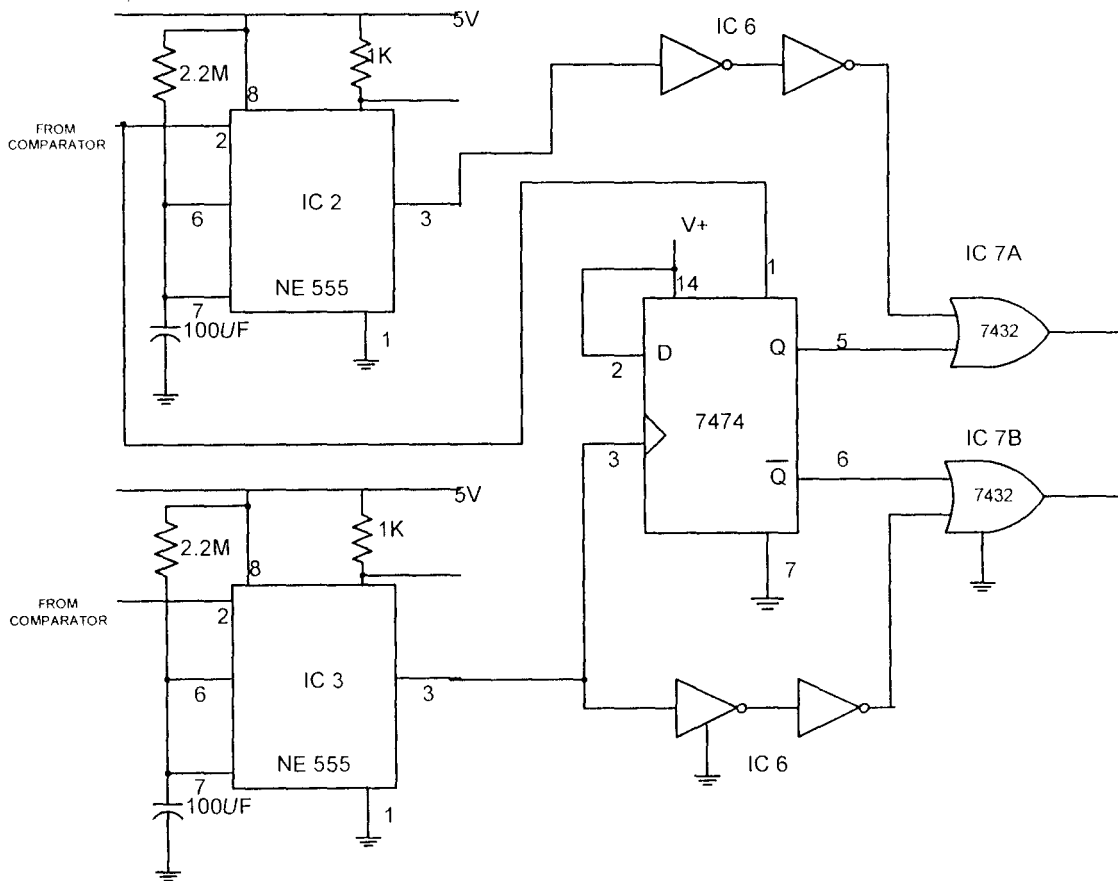 5V
IC 6
2.2M
1K
8
FROM
COMPARATOR
2
IC 2
6
3
V+
1
IC 7A
14
NE 555
7
100UF
1
7432
D
Q
5
2
7474
IC 7B
3
Q
6
5V
7432
2.2M
1K
8
7
FROM
COMPARATOR
2
IC 3
6
3
NE 555
IC 6
7
100UF
1